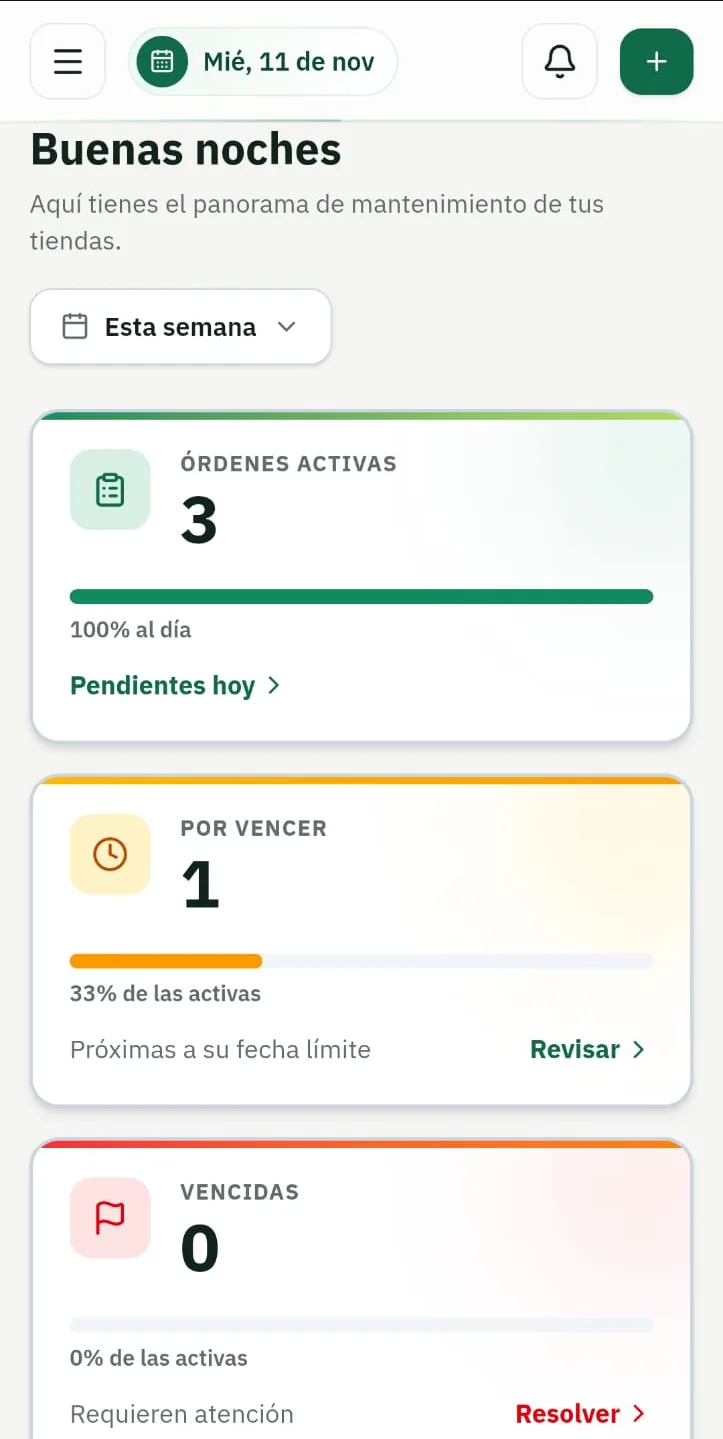 Mié, 11 de nov
Buenas noches
Aquí tienes el panorama de mantenimiento de tus
tiendas.
Esta semana
ÓRDENES ACTIVAS
3
100% al día
Pendientes hoy
POR VENCER
1
33% de las activas
Próximas a su fecha límite
Revisar
VENCIDAS
0
0% de las activas
Requieren atención
Resolver